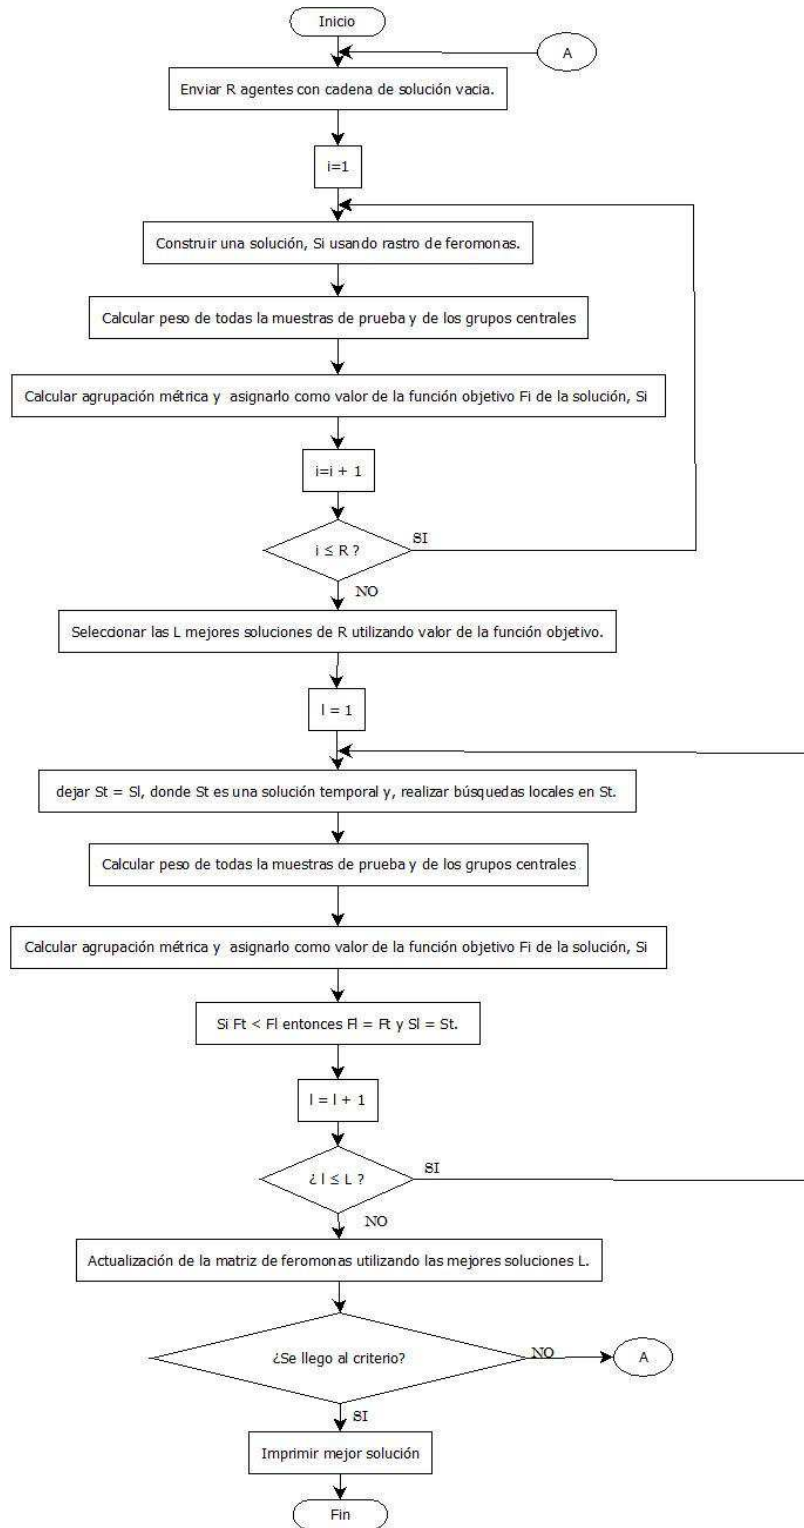 Inicio
A
Enviar R agentes con cadena de solución vacia.
i=1
Construir una solución, Si usando rastro de feromonas.
Calcular peso de todas la muestras de prueba y de los grupos centrales
Calcular agrupación métrica y asignarlo como valor de la función objetivo Fi de la solución, Si
i=i + 1
i ≤ R ?
SI
NO
Seleccionar las L mejores soluciones de R utilizando valor de la función objetivo.
l = 1
dejar St = Sl, donde St es una solución temporal y, realizar búsquedas locales en St.
Calcular peso de todas la muestras de prueba y de los grupos centrales
Calcular agrupación métrica y asignarlo como valor de la función objetivo Fi de la solución, Si
Si Ft < Fl entonces Fl = Ft y Sl = St.
l = l + 1
¿ l ≤ L ?
SI
NO
Actualización de la matriz de feromonas utilizando las mejores soluciones L.
¿Se llego al criterio?
NO
A
SI
Imprimir mejor solución
Fin